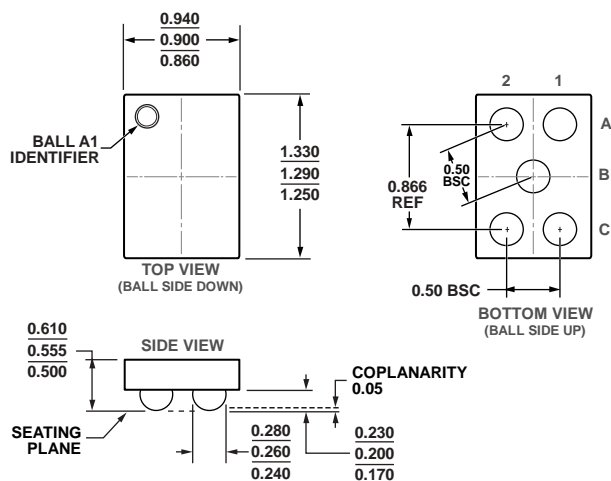 0.940
0.900
0.860
BALL A1
IDENTIFIER
1.330
1.290
1.250
TOP VIEW
(BALL SIDE DOWN)
2 1
A
B
C
0.50
BSC
0.866
REF
0.50 BSC
BOTTOM VIEW
(BALL SIDE UP)
0.610
0.555
0.500
SIDE VIEW
COPLANARITY
0.05
SEATING
PLANE
0.280
0.260
0.240
0.230
0.200
0.170